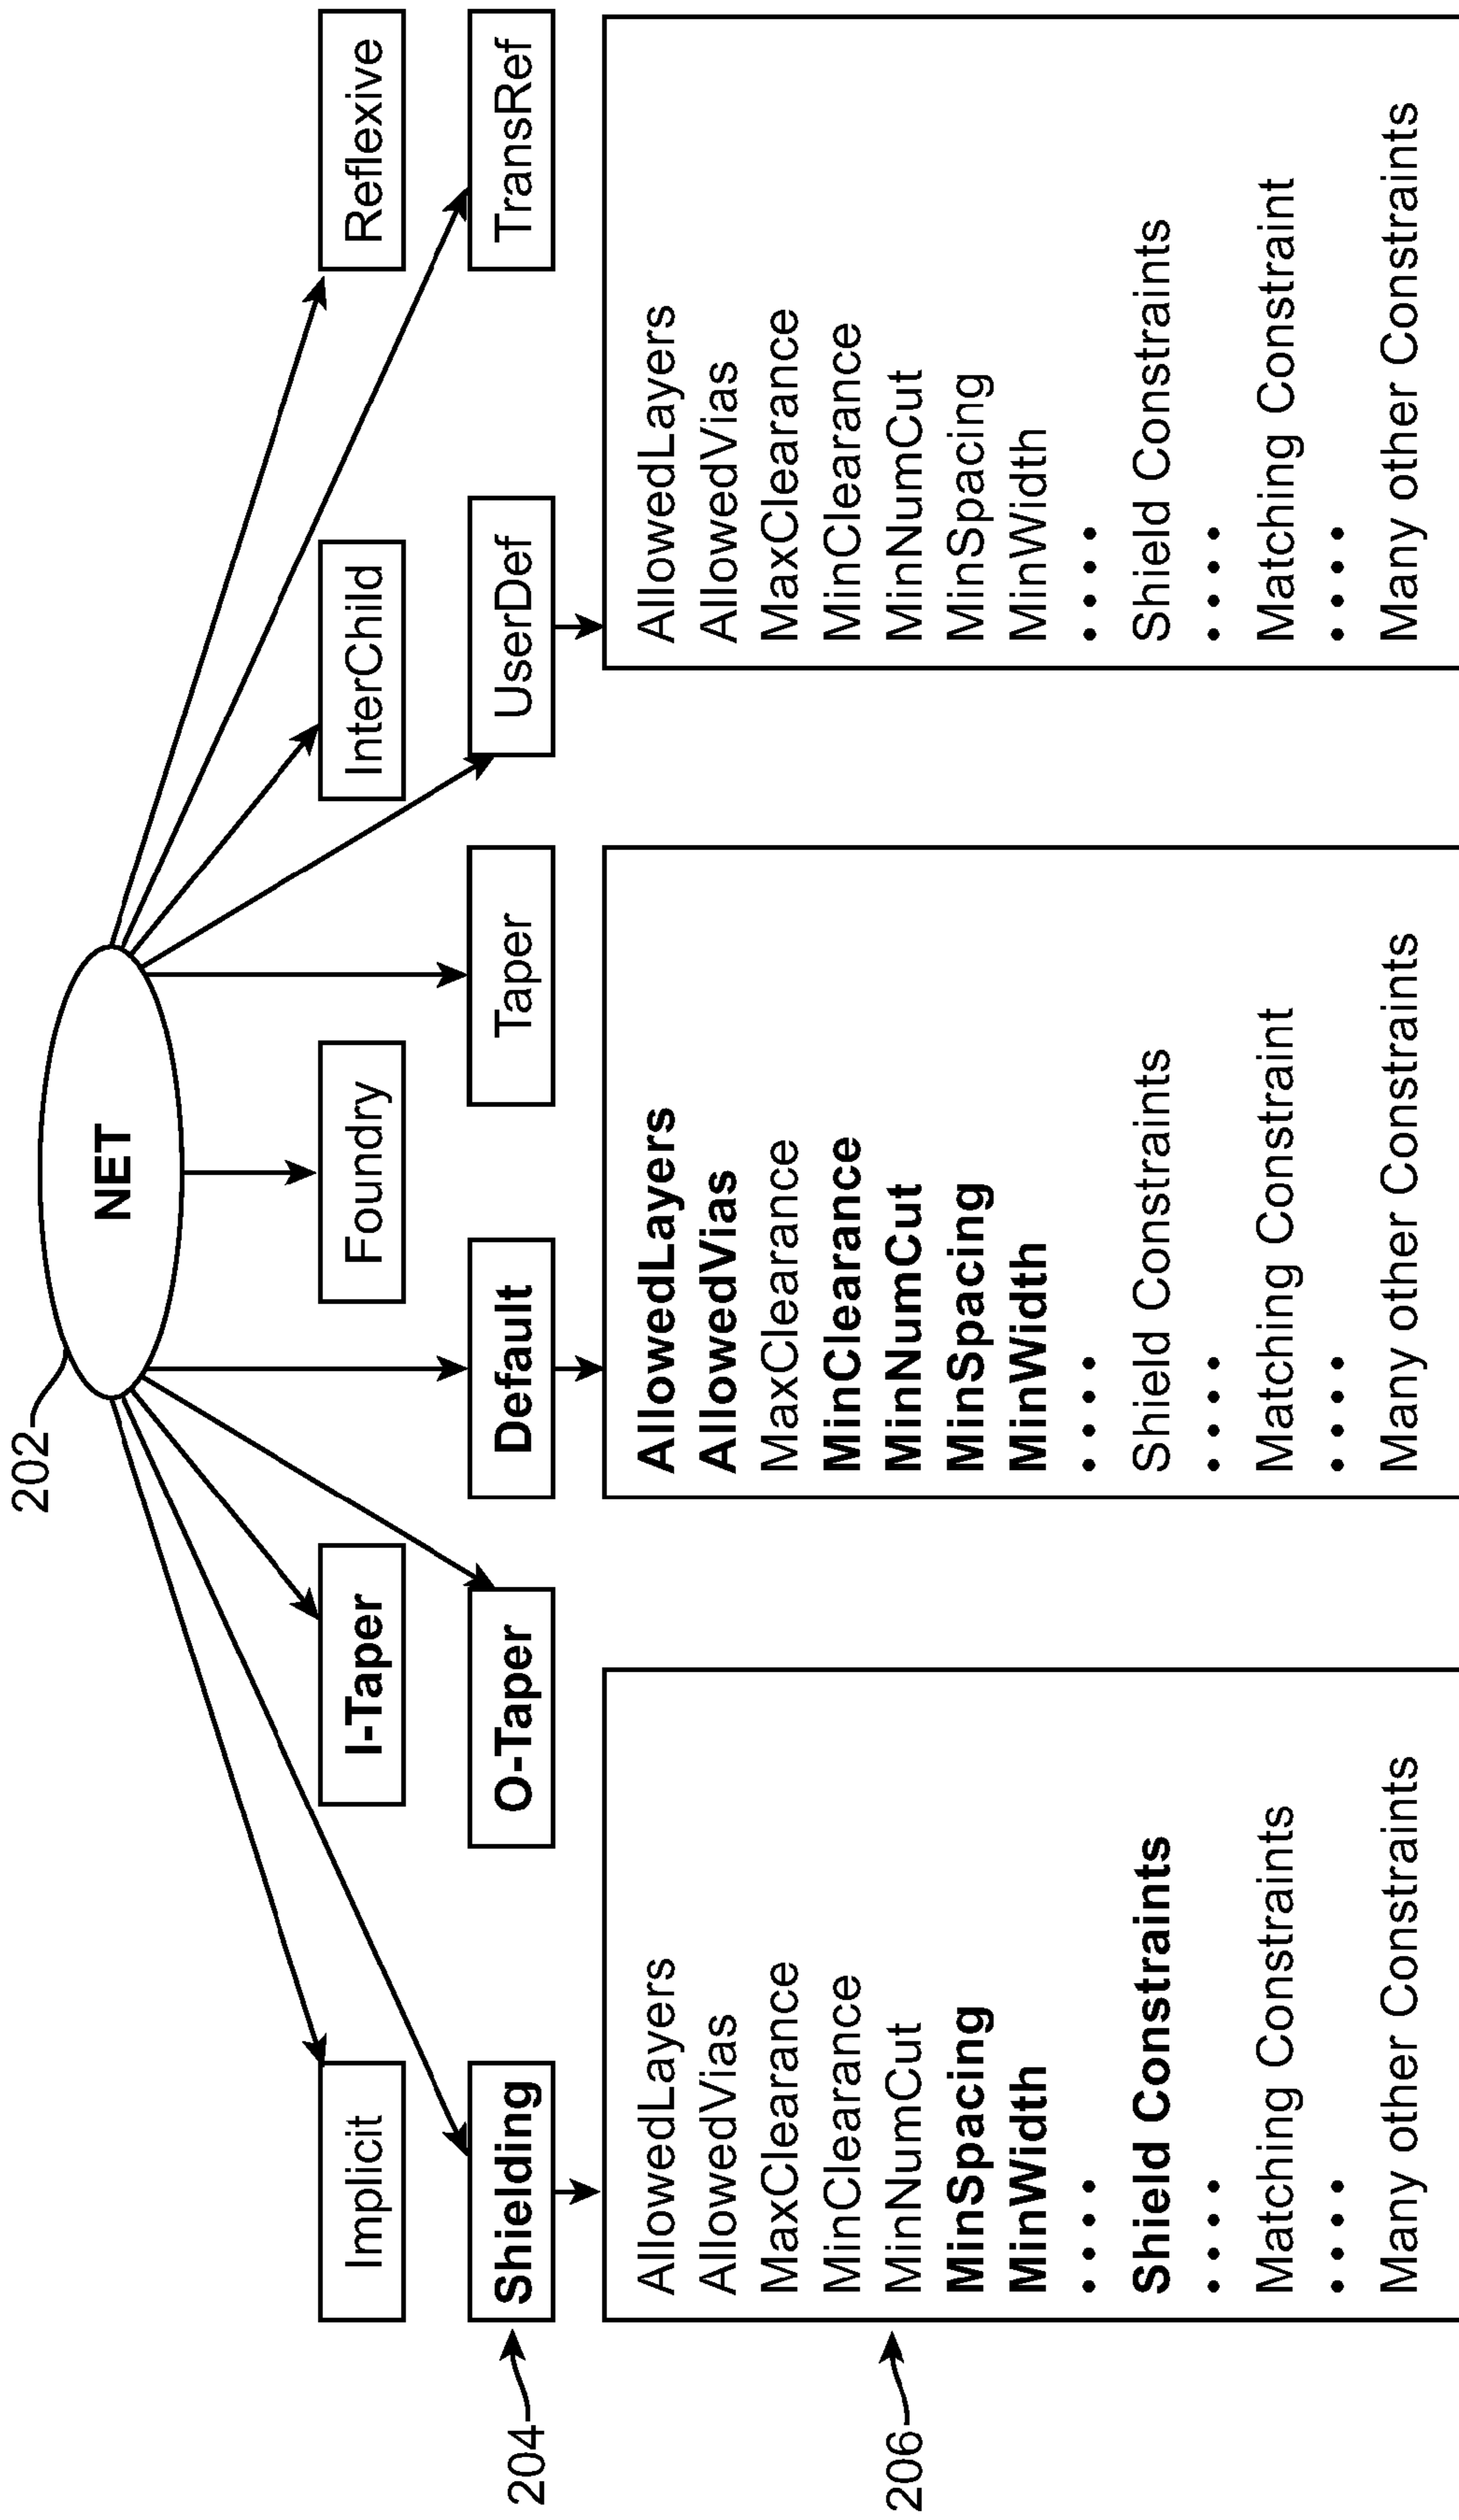 202
NET
Implicit
I-Taper
Foundry
InterChild
Reflexive
204
Shielding
O-Taper
Default
Taper
UserDef
TransRef
206
AllowedLayers
AllowedVias
MaxClearance
MinClearance
MinNumCut
MinSpacing
MinWidth
• • • •
Shield Constraints
• • • •
Matching Constraints
• • • •
Many other Constraints
AllowedLayers
AllowedVias
MaxClearance
MinClearance
MinNumCut
MinSpacing
MinWidth
• • • •
Shield Constraints
• • • •
Matching Constraint
• • • •
Many other Constraints
AllowedLayers
AllowedVias
MaxClearance
MinClearance
MinNumCut
MinSpacing
MinWidth
• • • •
Shield Constraints
• • • •
Matching Constraint
• • • •
Many other Constraints